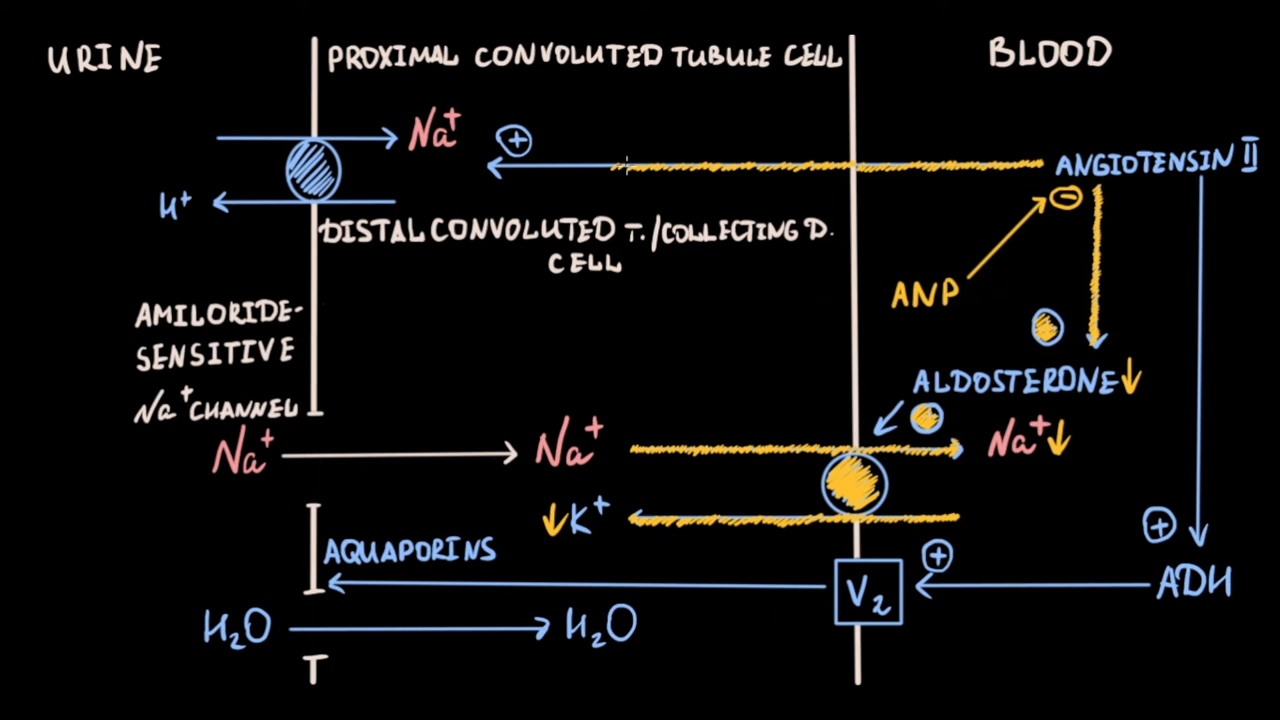 URINE
PROXIMAL CONVOLUTED TUBULE CELL
BLOOD
Na+
+
ANGIOTENSIN II
H+
−
DISTAL CONVOLUTED T./COLLECTING D.
CELL
ANP
AMILORIDE-
SENSITIVE
Na+ CHANNEL
ALDOSTERONE↓
Na+
Na+
Na+↓
↓K+
+
AQUAPORINS
+
V2
ADH
H2O
H2O